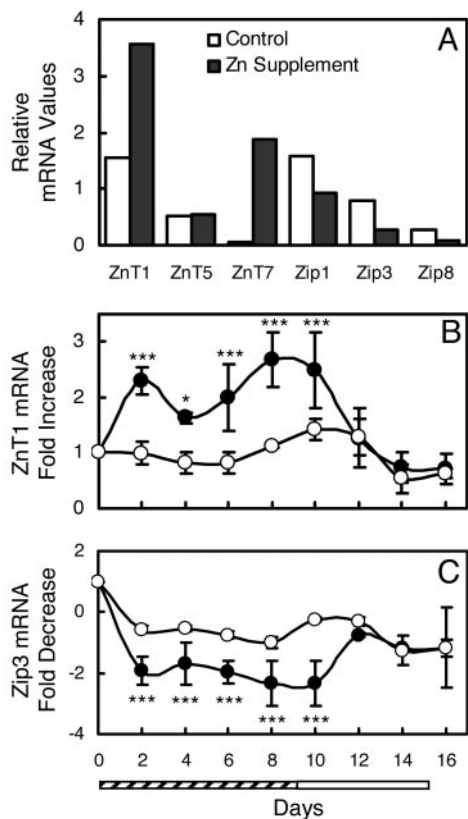 4
3
2
1
0
Relative
mRNA Values
Control
Zn Supplement
A
ZnT1 ZnT5 ZnT7 Zip1 Zip3 Zip8
3
2
1
0
ZnT1 mRNA
Fold Increase
B
***
*
***
***
***
2
0
-2
-4
Zip3 mRNA
Fold Decrease
C
*** *** *** *** ***
0 2 4 6 8 10 12 14 16
Days